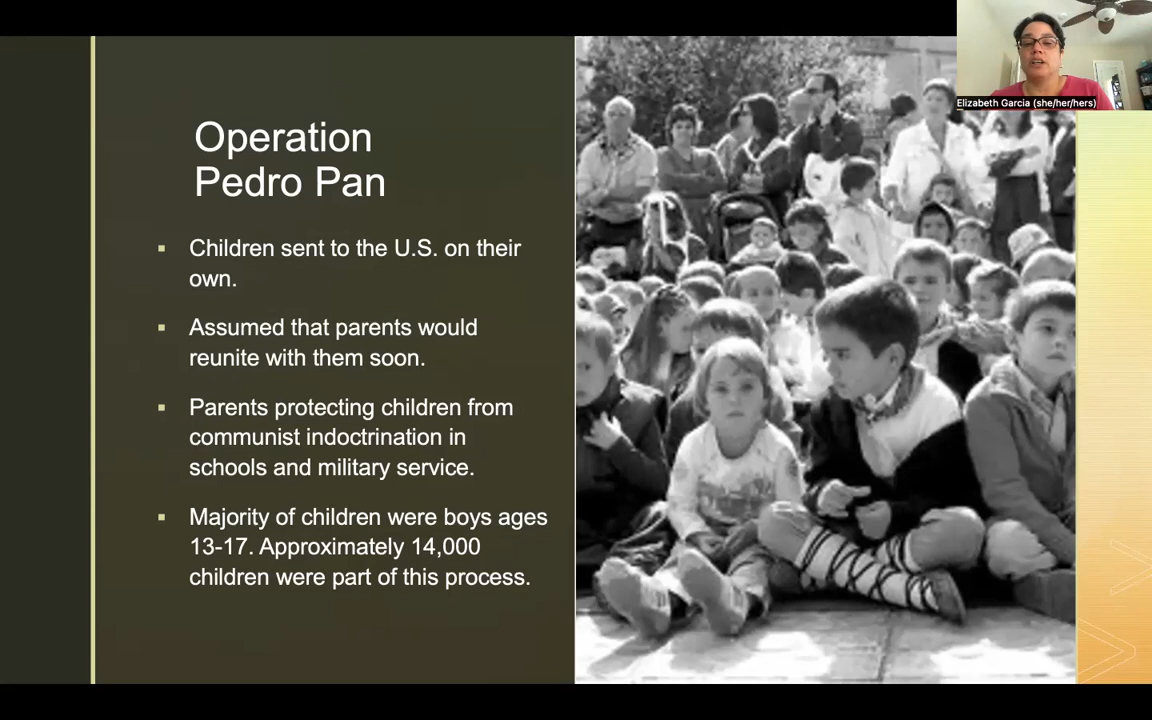 Elizabeth Garcia (she/her/hers)
Operation
Pedro Pan
▪ Children sent to the U.S. on their
own.
▪ Assumed that parents would
reunite with them soon.
▪ Parents protecting children from
communist indoctrination in
schools and military service.
▪ Majority of children were boys ages
13-17. Approximately 14,000
children were part of this process.